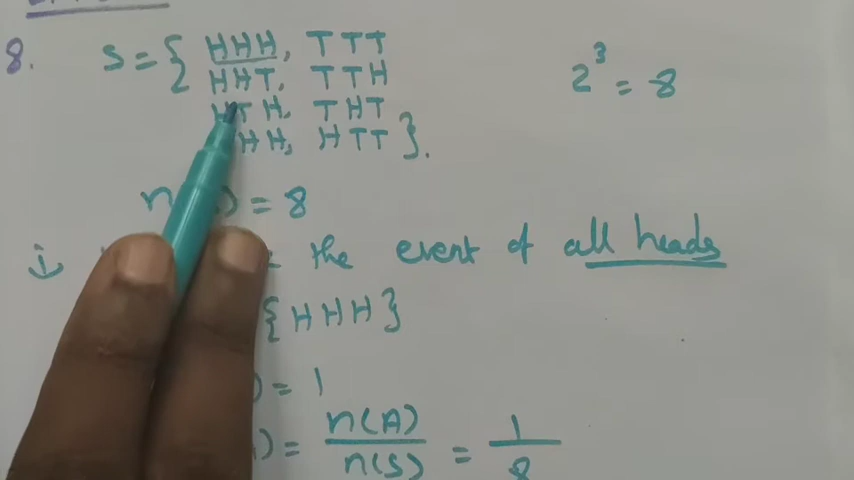 8. S = { HHH, TTT
2³ = 8
HHT, TTH
HTH, THT
HH, HTT }.
n ) = 8
i) the event of all heads
{ HHH }
) = 1
) = n(A) / n(S) = 1 / 8